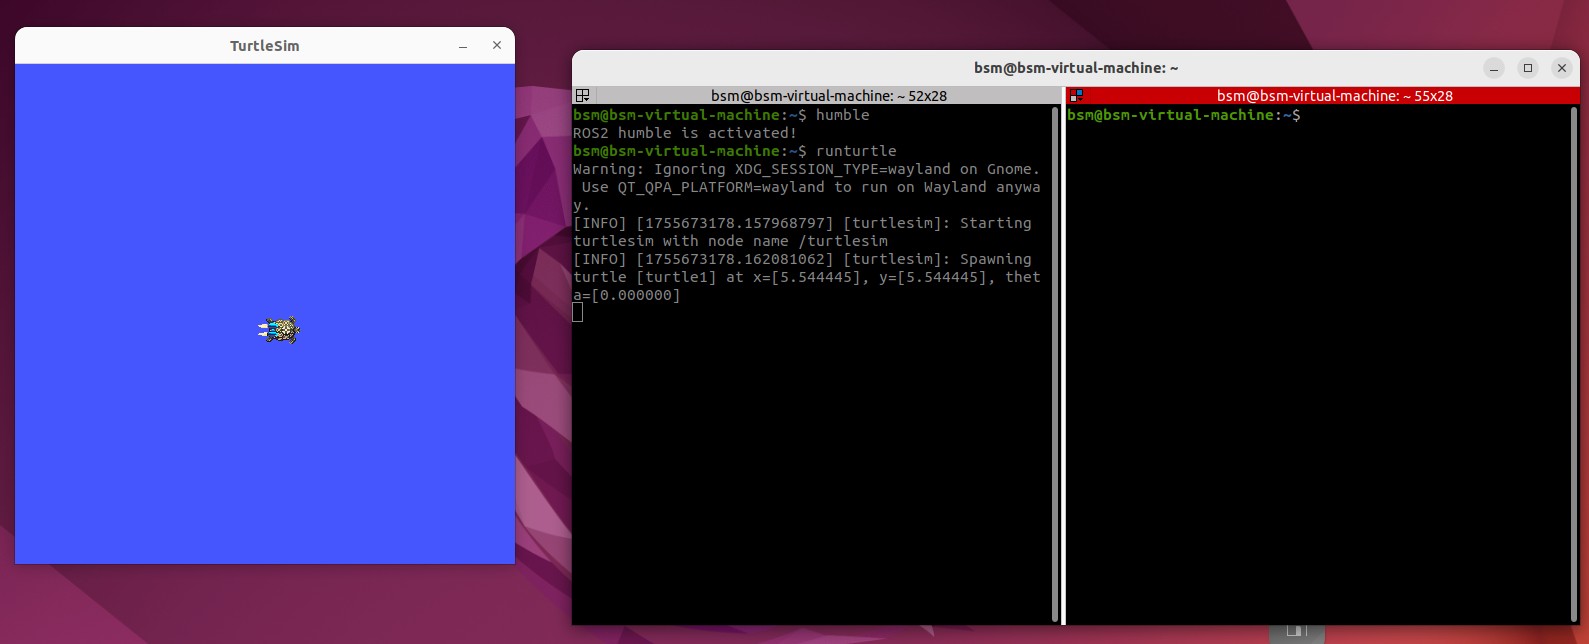 TurtleSim
bsm@bsm-virtual-machine: ~
bsm@bsm-virtual-machine: ~ 52x28
bsm@bsm-virtual-machine:~$ humble
ROS2 humble is activated!
bsm@bsm-virtual-machine:~$ runturtle
Warning: Ignoring XDG_SESSION_TYPE=wayland on Gnome.
 Use QT_QPA_PLATFORM=wayland to run on Wayland anywa
y.
[INFO] [1755673178.157968797] [turtlesim]: Starting
turtlesim with node name /turtlesim
[INFO] [1755673178.162081062] [turtlesim]: Spawning
turtle [turtle1] at x=[5.544445], y=[5.544445], thet
a=[0.000000]
bsm@bsm-virtual-machine: ~ 55x28
bsm@bsm-virtual-machine:~$